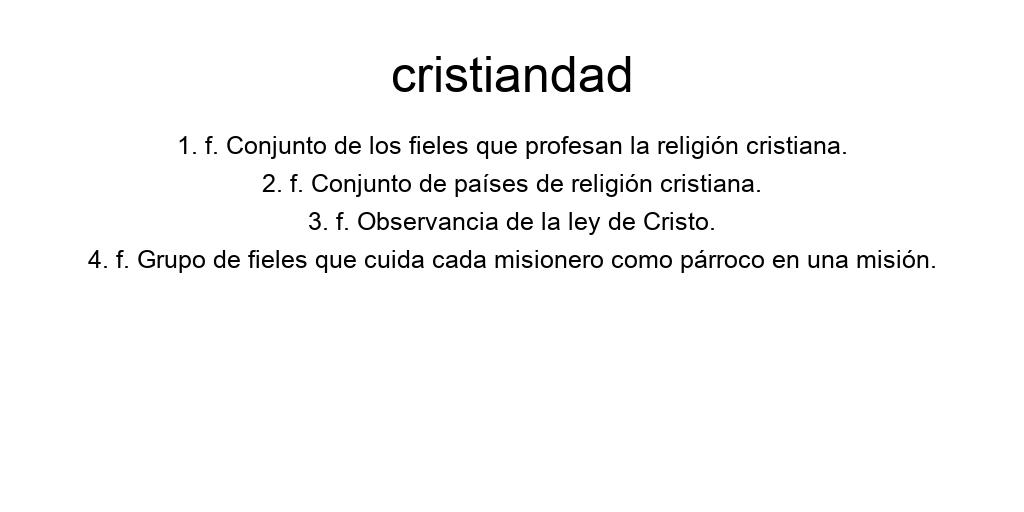 cristiandad
1. f. Conjunto de los fieles que profesan la religión cristiana.
2. f. Conjunto de países de religión cristiana.
3. f. Observancia de la ley de Cristo.
4. f. Grupo de fieles que cuida cada misionero como párroco en una misión.